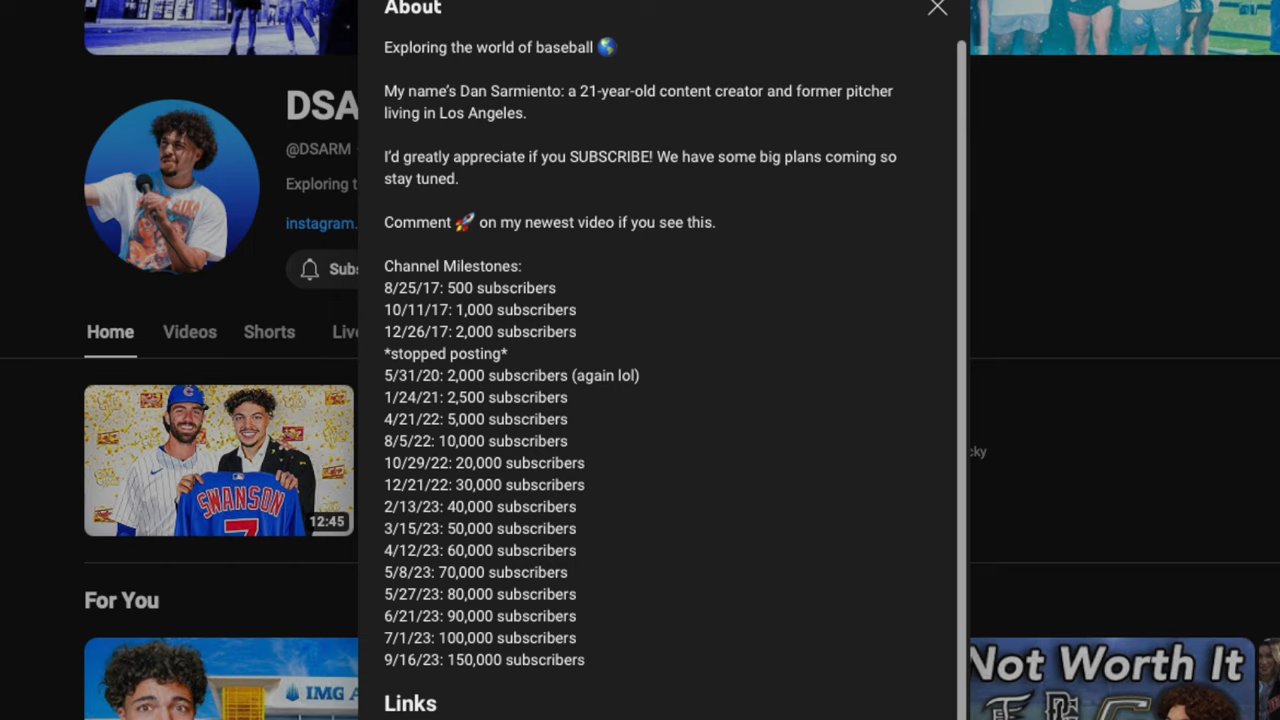 About
Exploring the world of baseball 🌎
My name's Dan Sarmiento: a 21-year-old content creator and former pitcher
living in Los Angeles.
I'd greatly appreciate if you SUBSCRIBE! We have some big plans coming so
stay tuned.
Comment 🚀 on my newest video if you see this.
Channel Milestones:
8/25/17: 500 subscribers
10/11/17: 1,000 subscribers
12/26/17: 2,000 subscribers
*stopped posting*
5/31/20: 2,000 subscribers (again lol)
1/24/21: 2,500 subscribers
4/21/22: 5,000 subscribers
8/5/22: 10,000 subscribers
10/29/22: 20,000 subscribers
12/21/22: 30,000 subscribers
2/13/23: 40,000 subscribers
3/15/23: 50,000 subscribers
4/12/23: 60,000 subscribers
5/8/23: 70,000 subscribers
5/27/23: 80,000 subscribers
6/21/23: 90,000 subscribers
7/1/23: 100,000 subscribers
9/16/23: 150,000 subscribers
Links
DSA
@DSARM
Exploring t
instagram.
Subs
Home Videos Shorts Live
SWANSON
7
12:45
cky
For You
IMG A
Not Worth It